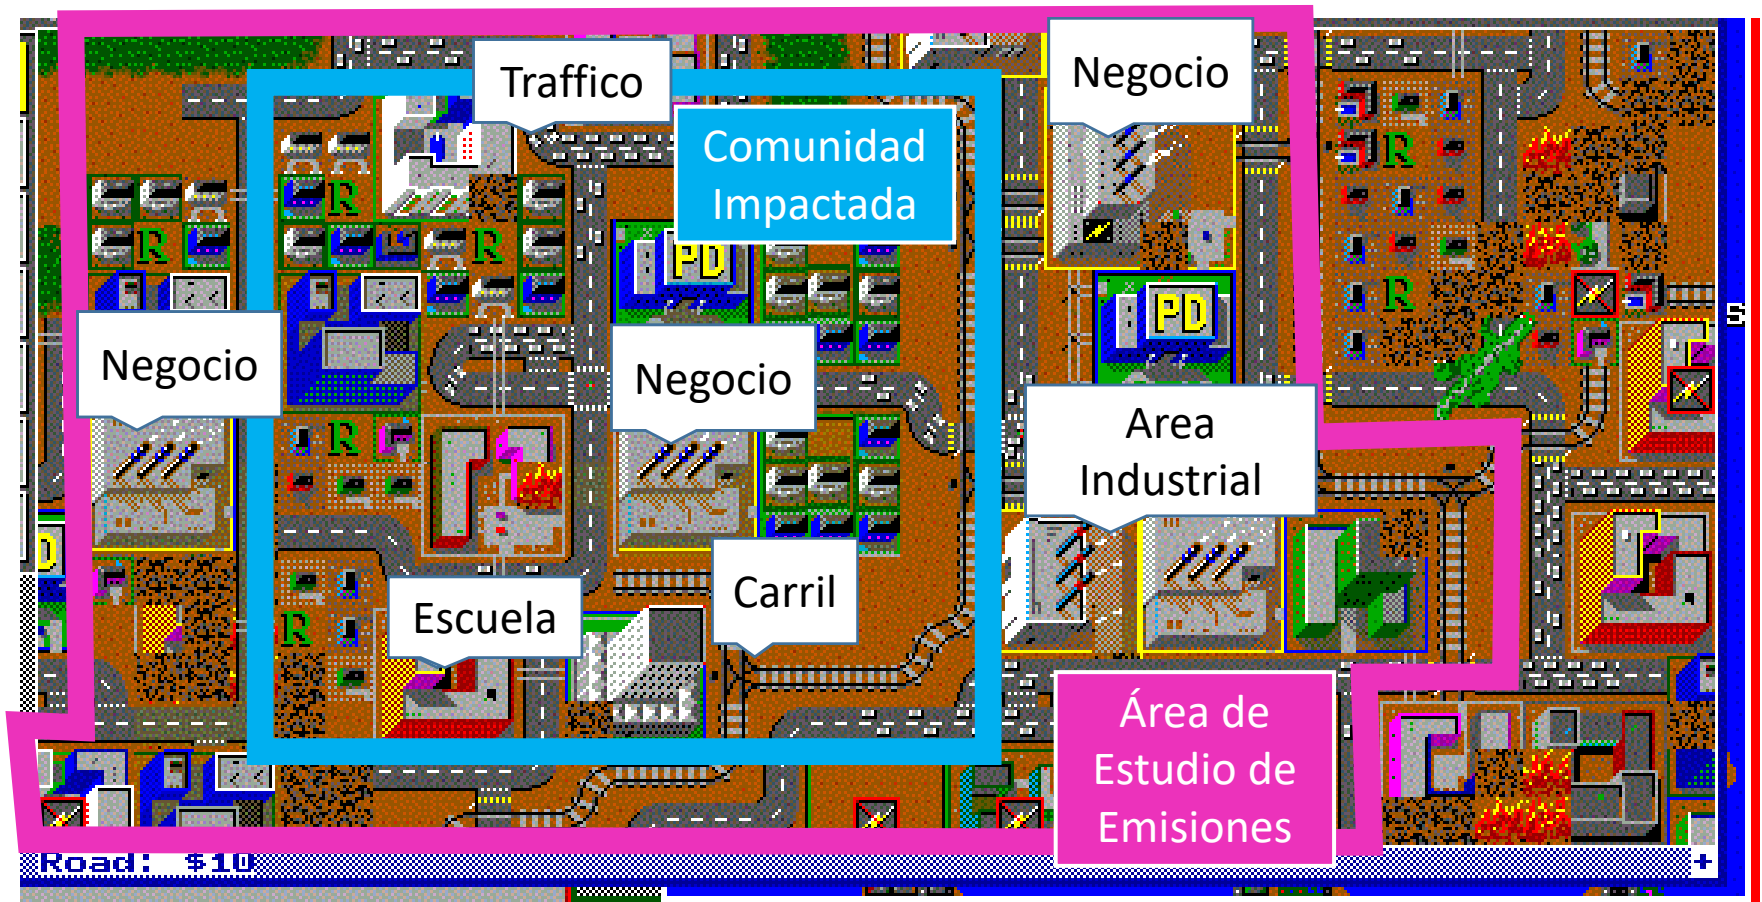 Traffico
Negocio
Comunidad
Impactada
R
R
R
R
R
PD
PD
S
Negocio
Negocio
R
R
Area
Industrial
D
Escuela
Carril
R
Área de
Estudio de
Emisiones
Road: $10
+